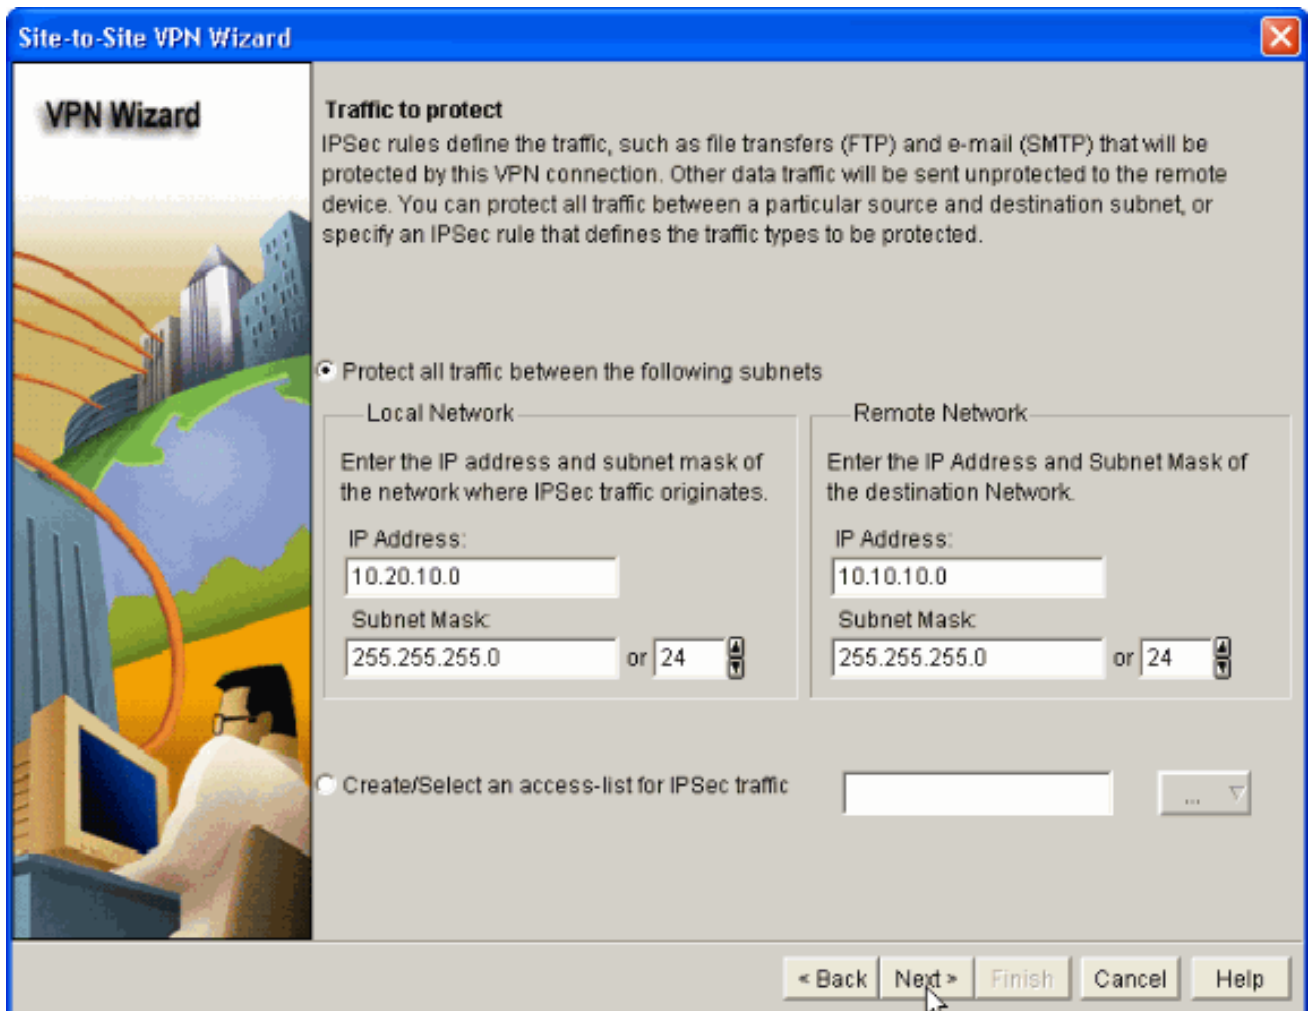 Site-to-Site VPN Wizard
VPN Wizard
Traffic to protect
IPSec rules define the traffic, such as file transfers (FTP) and e-mail (SMTP) that will be
protected by this VPN connection. Other data traffic will be sent unprotected to the remote
device. You can protect all traffic between a particular source and destination subnet, or
specify an IPSec rule that defines the traffic types to be protected.
Protect all traffic between the following subnets
Local Network
Enter the IP address and subnet mask of
the network where IPSec traffic originates.
IP Address:
10.20.10.0
Subnet Mask:
255.255.255.0 or 24
Remote Network
Enter the IP Address and Subnet Mask of
the destination Network.
IP Address:
10.10.10.0
Subnet Mask:
255.255.255.0 or 24
Create/Select an access-list for IPSec traffic
...
< Back Next > Finish Cancel Help